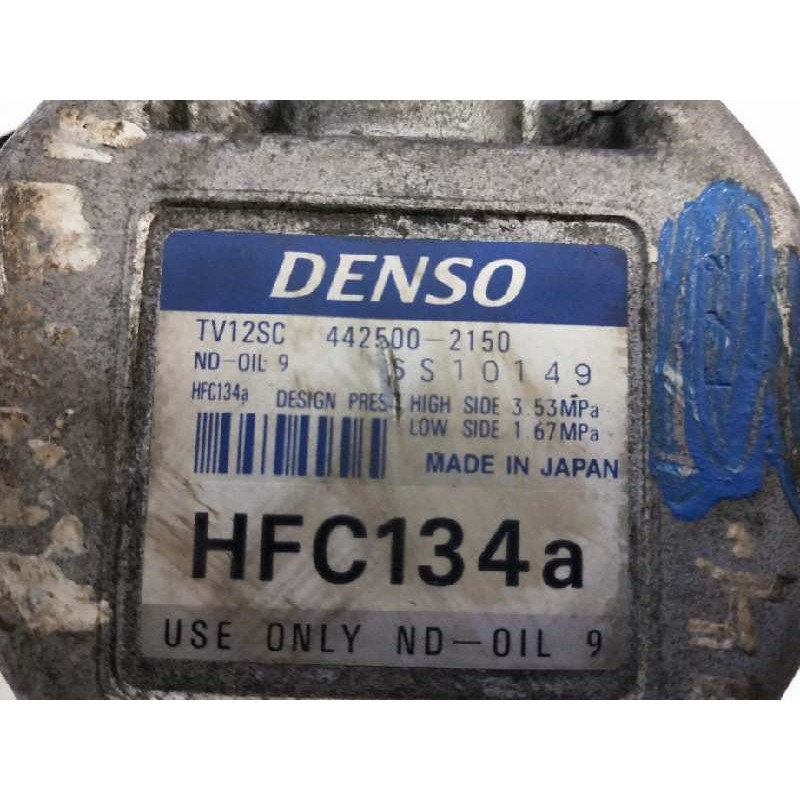 DENSO
TV12SC 442500-2150
ND-OIL 9 SS10149
HFC134a DESIGN PRES. HIGH SIDE 3.53MPa
LOW SIDE 1.67MPa
MADE IN JAPAN
HFC134a
USE ONLY ND-OIL 9